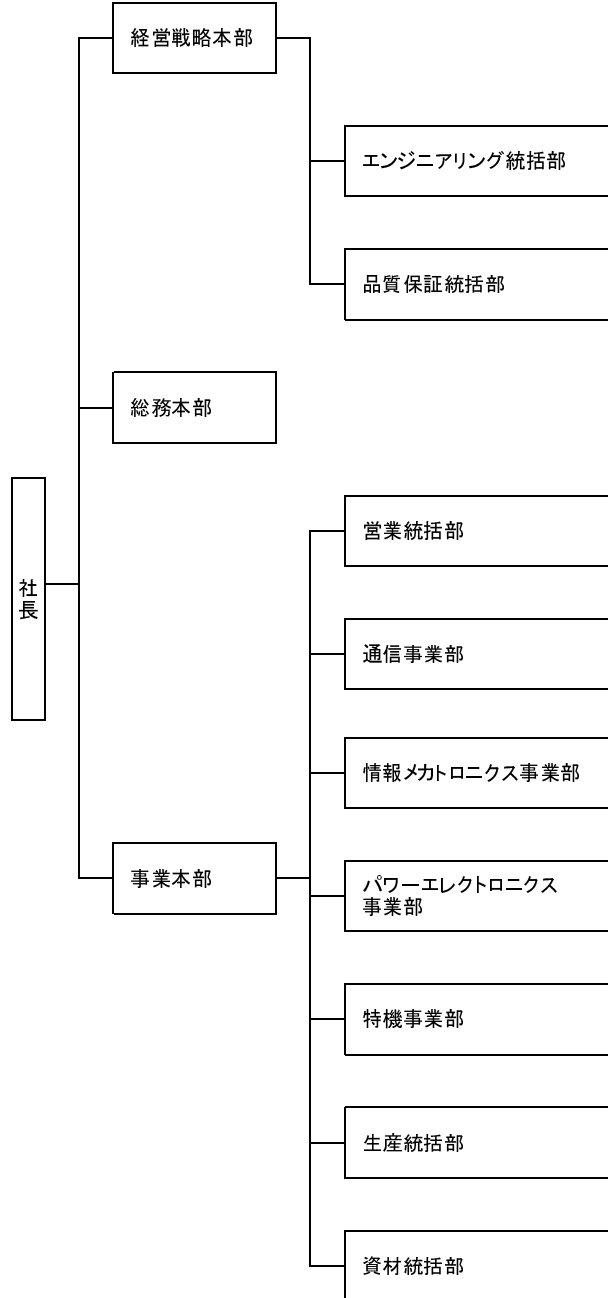 経営戦略本部
エンジニアリング統括部
品質保証統括部
総務本部
社長
営業統括部
通信事業部
情報メカトロニクス事業部
事業本部
パワーエレクトロニクス
事業部
特機事業部
生産統括部
資材統括部